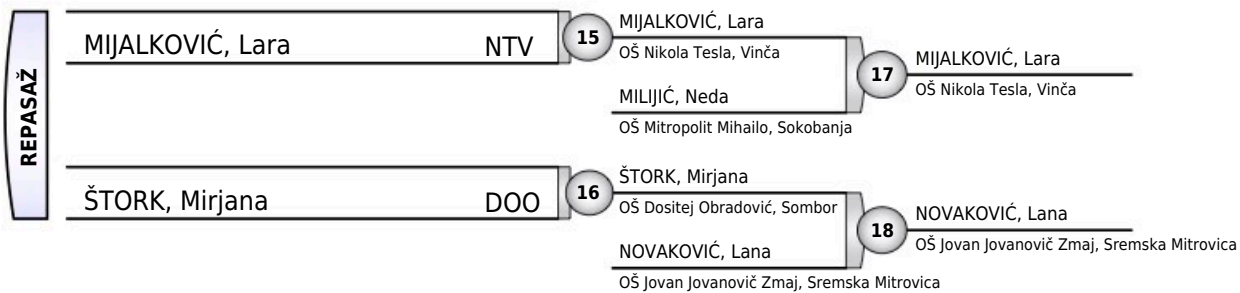 REPASAŽ
MIJALKOVIĆ, Lara NTV
15
MIJALKOVIĆ, Lara
OŠ Nikola Tesla, Vinča
MILIJIĆ, Neda
OŠ Mitropolit Mihailo, Sokobanja
17
MIJALKOVIĆ, Lara
OŠ Nikola Tesla, Vinča
ŠTORK, Mirjana DOO
16
ŠTORK, Mirjana
OŠ Dositej Obradović, Sombor
NOVAKOVIĆ, Lana
OŠ Jovan Jovanovič Zmaj, Sremska Mitrovica
18
NOVAKOVIĆ, Lana
OŠ Jovan Jovanovič Zmaj, Sremska Mitrovica